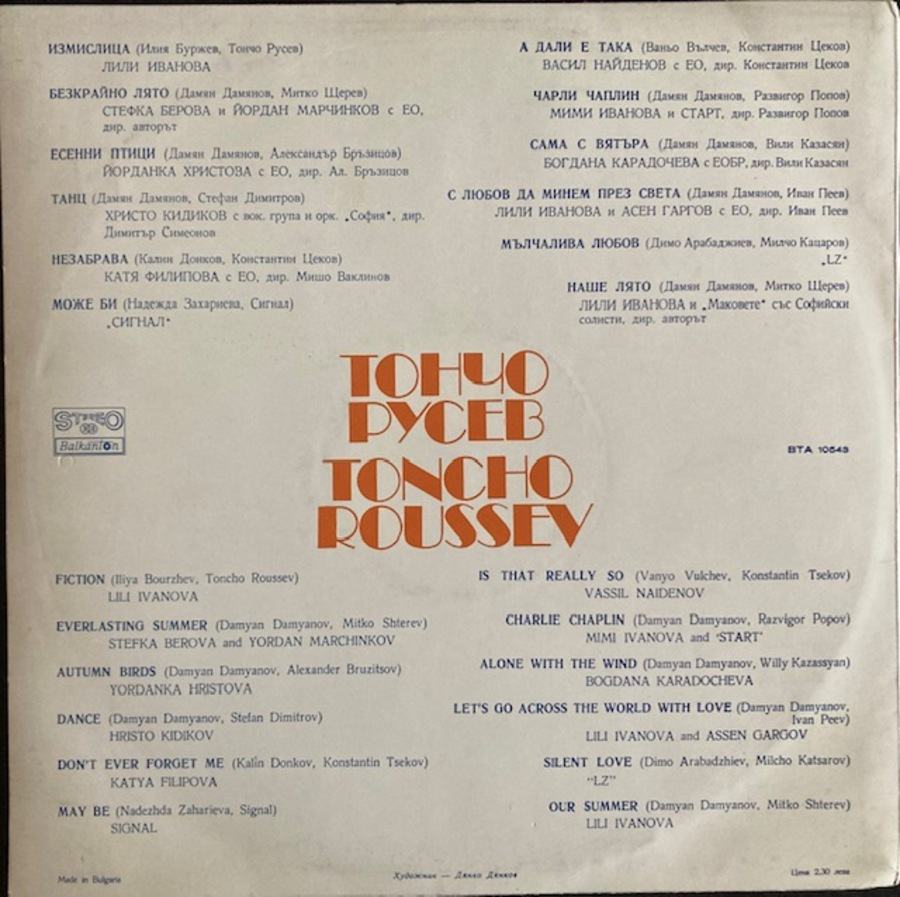 ИЗМИСЛИЦА (Илия Буржев, Тончо Русев)
ЛИЛИ ИВАНОВА
БЕЗКРАЙНО ЛЯТО (Дамян Дамянов, Митко Щерев)
СТЕФКА БЕРОВА и ЙОРДАН МАРЧИНКОВ с ЕО,
дир. авторът
ЕСЕННИ ПТИЦИ (Дамян Дамянов, Александър Бръзицов)
ЙОРДАНКА ХРИСТОВА с ЕО, дир. Ал. Бръзицов
ТАНЦ (Дамян Дамянов, Стефан Димитров)
ХРИСТО КИДИКОВ с вок. група и орк. „София“, дир.
Димитър Симеонов
НЕЗАБРАВА (Калин Донков, Константин Цеков)
КАТЯ ФИЛИПОВА с ЕО, дир. Мишо Ваклинов
МОЖЕ БИ (Надежда Захариева, Сигнал)
„СИГНАЛ“
А ДАЛИ Е ТАКА (Ваньо Вълчев, Константин Цеков)
ВАСИЛ НАЙДЕНОВ с ЕО, дир. Константин Цеков
ЧАРЛИ ЧАПЛИН (Дамян Дамянов, Развигор Попов)
МИМИ ИВАНОВА и СТАРТ, дир. Развигор Попов
САМА С ВЯТЪРА (Дамян Дамянов, Вили Казасян)
БОГДАНА КАРАДОЧЕВА с ЕОБР, дир. Вили Казасян
С ЛЮБОВ ДА МИНЕМ ПРЕЗ СВЕТА (Дамян Дамянов, Иван Пеев)
ЛИЛИ ИВАНОВА и АСЕН ГАРГОВ с ЕО, дир. Иван Пеев
МЪЛЧАЛИВА ЛЮБОВ (Димо Арабаджиев, Милчо Кацаров)
„LZ“
НАШЕ ЛЯТО (Дамян Дамянов, Митко Щерев)
ЛИЛИ ИВАНОВА и „Маковете“ със Софийски
солисти, дир. авторът
ТОНЧО
РУСЕВ
TONCHO
ROUSSEV
STEREO
Balkanton
ВТА 10543
FICTION (Iliya Bourzhev, Toncho Roussev)
LILI IVANOVA
EVERLASTING SUMMER (Damyan Damyanov, Mitko Shterev)
STEFKA BEROVA and YORDAN MARCHINKOV
AUTUMN BIRDS (Damyan Damyanov, Alexander Bruzitsov)
YORDANKA HRISTOVA
DANCE (Damyan Damyanov, Stefan Dimitrov)
HRISTO KIDIKOV
DON'T EVER FORGET ME (Kalin Donkov, Konstantin Tsekov)
KATYA FILIPOVA
MAY BE (Nadezhda Zaharieva, Signal)
SIGNAL
IS THAT REALLY SO (Vanyo Vulchev, Konstantin Tsekov)
VASSIL NAIDENOV
CHARLIE CHAPLIN (Damyan Damyanov, Razvigor Popov)
MIMI IVANOVA and "START"
ALONE WITH THE WIND (Damyan Damyanov, Willy Kazassyan)
BOGDANA KARADOCHEVA
LET'S GO ACROSS THE WORLD WITH LOVE (Damyan Damyanov,
Ivan Peev)
LILI IVANOVA and ASSEN GARGOV
SILENT LOVE (Dimo Arabadzhiev, Milcho Katsarov)
"LZ"
OUR SUMMER (Damyan Damyanov, Mitko Shterev)
LILI IVANOVA
Made in Bulgaria
Художник — Дянко Дянков
Цена 2,30 лева